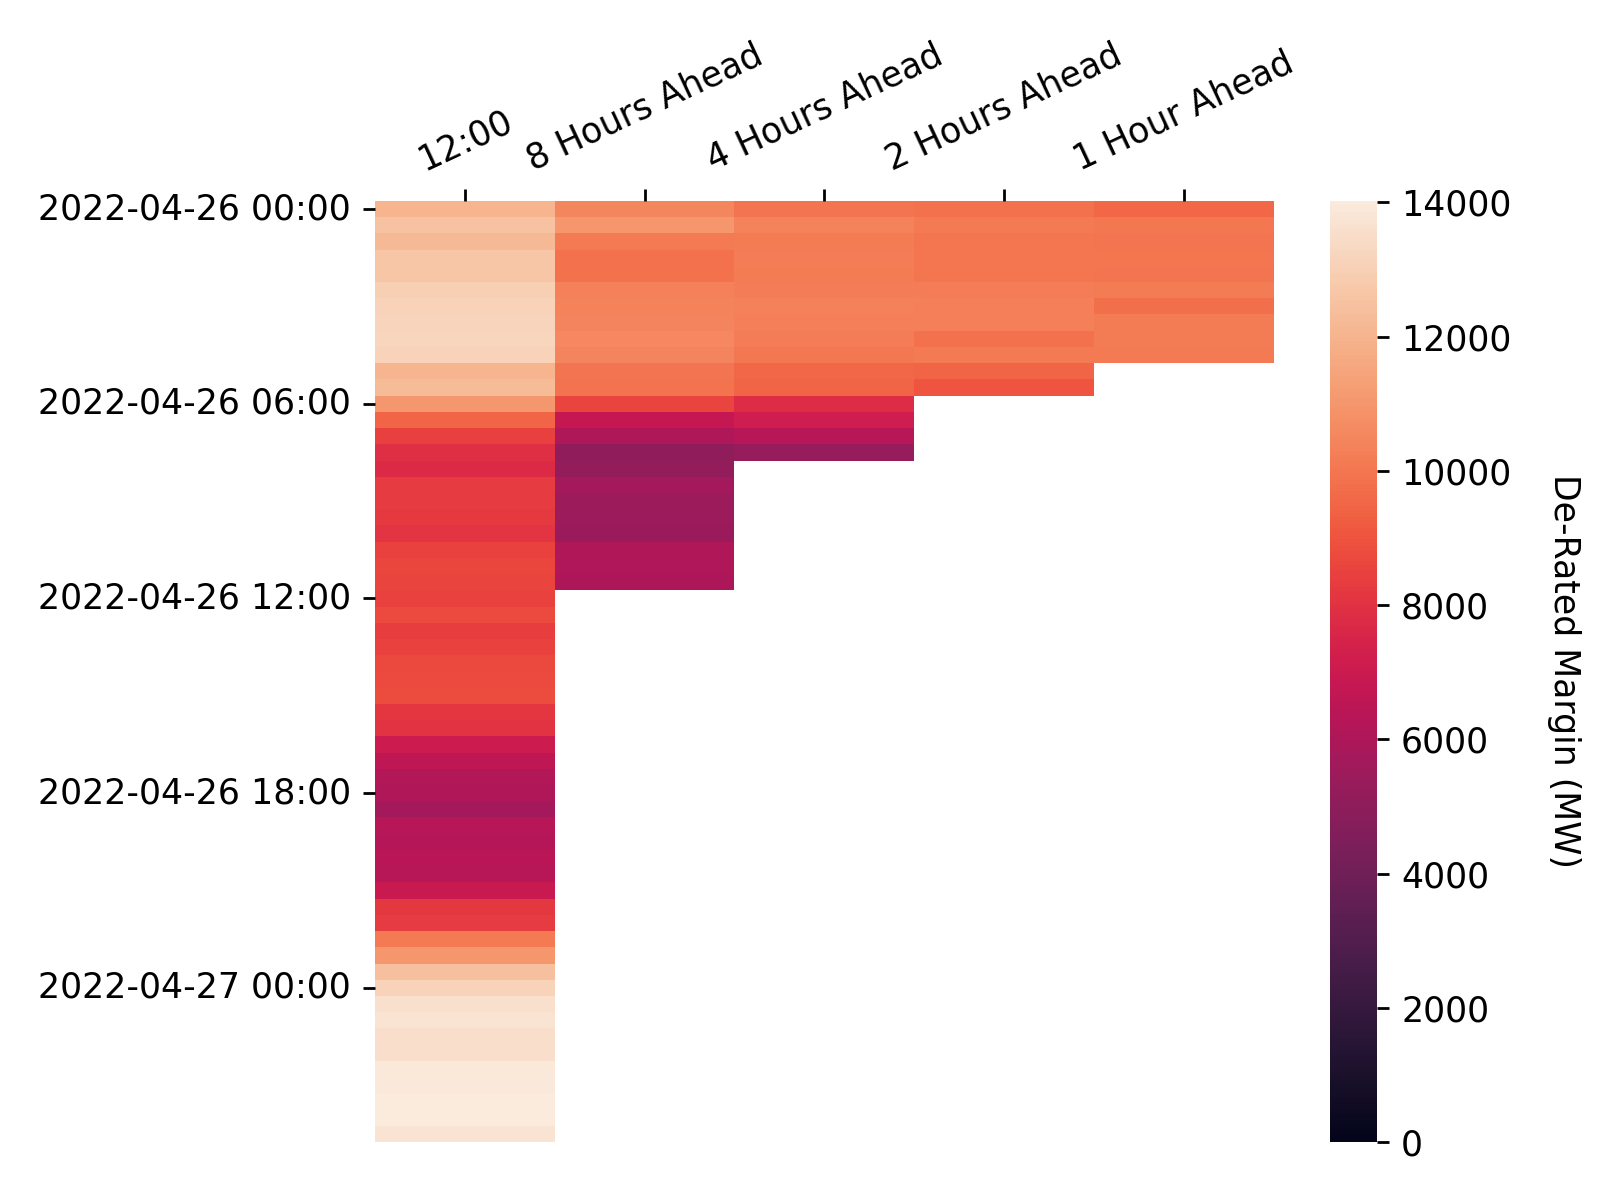 12:00
8 Hours Ahead
4 Hours Ahead
2 Hours Ahead
1 Hour Ahead
2022-04-26 00:00
2022-04-26 06:00
2022-04-26 12:00
2022-04-26 18:00
2022-04-27 00:00
14000
12000
10000
8000
6000
4000
2000
0
De-Rated Margin (MW)